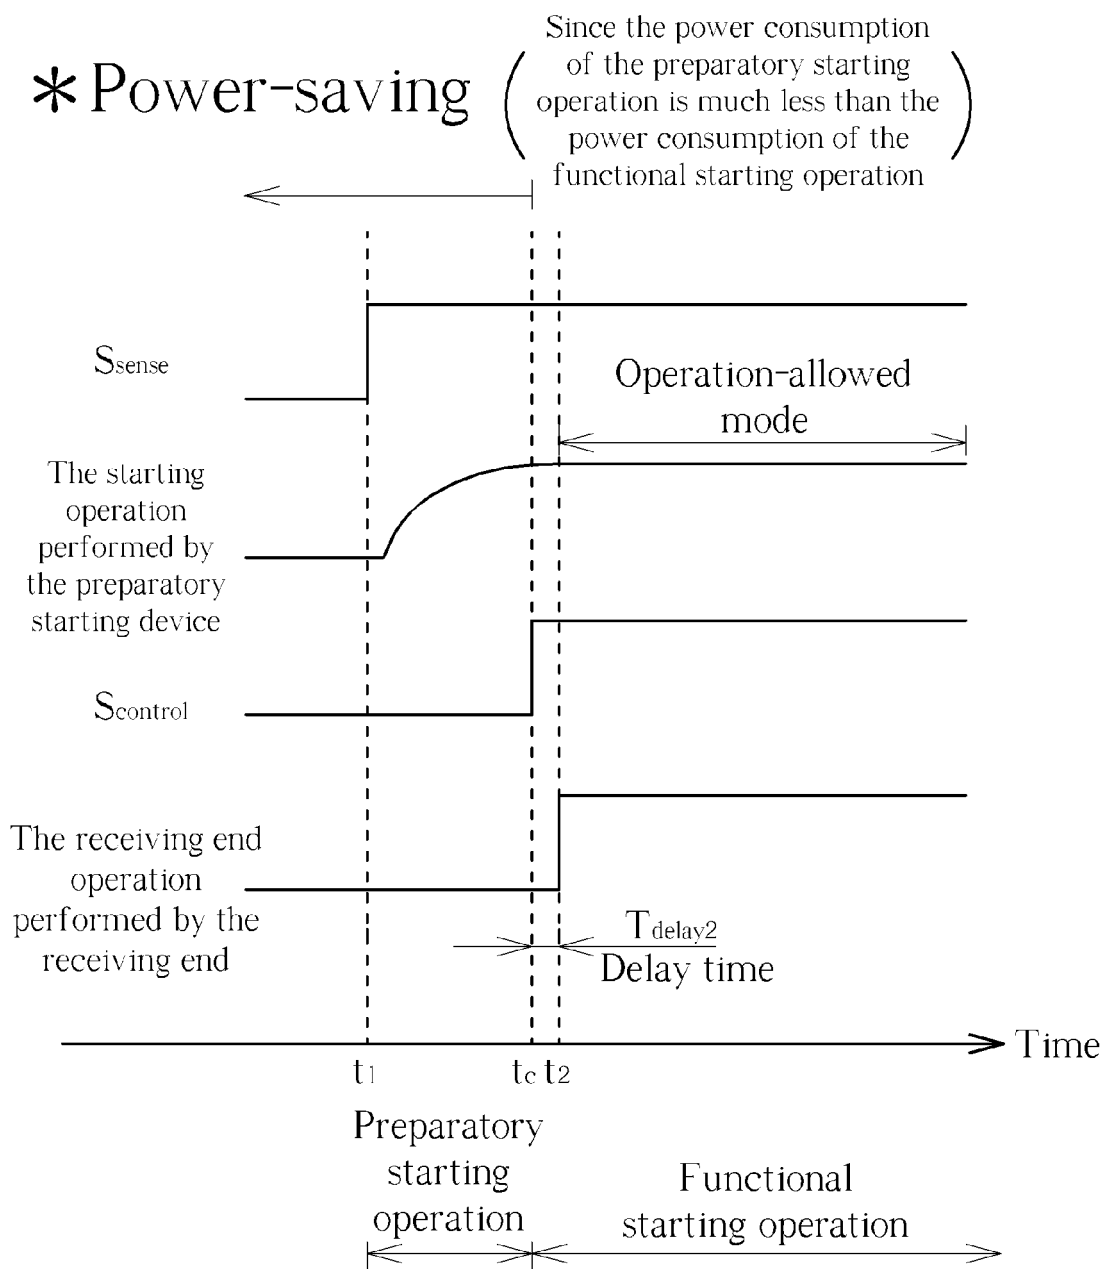 *Power-saving
Since the power consumption
of the preparatory starting
operation is much less than the
power consumption of the
functional starting operation
Ssense
Operation-allowed
mode
The starting
operation
performed by
the preparatory
starting device
Scontrol
The receiving end
operation
performed by the
receiving end
Tdelay2
Delay time
Time
t1 tc t2
Preparatory
starting
operation
Functional
starting operation